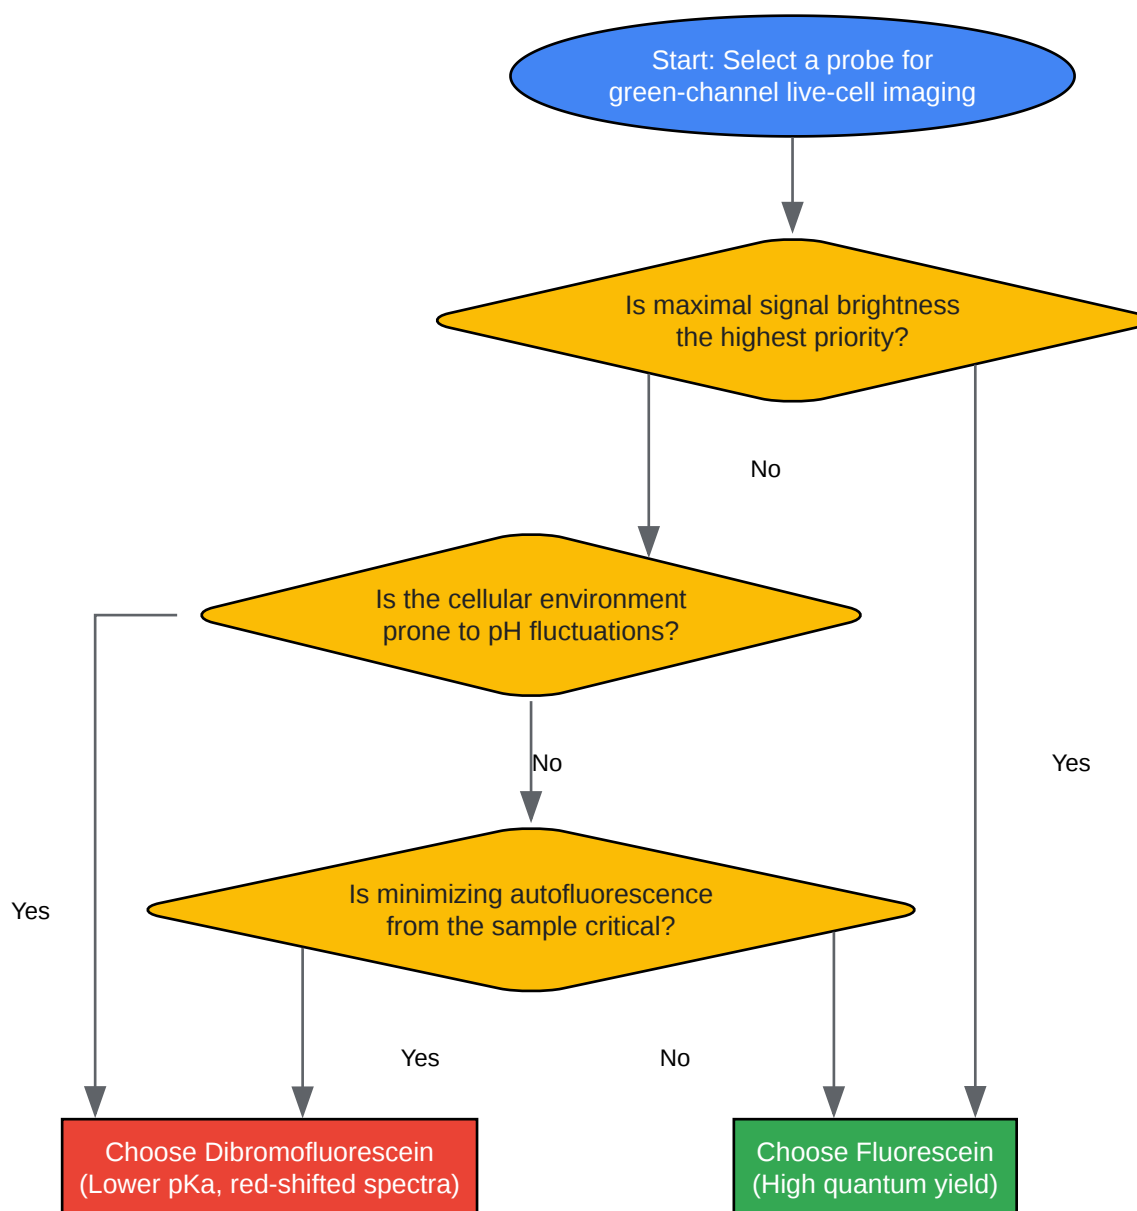 Start: Select a probe for
green-channel live-cell imaging
Is maximal signal brightness
the highest priority?
No
Is the cellular environment
prone to pH fluctuations?
No
Yes
Is minimizing autofluorescence
from the sample critical?
Yes
Yes
No
Choose Dibromofluorescein
(Lower pKa, red-shifted spectra)
Choose Fluorescein
(High quantum yield)